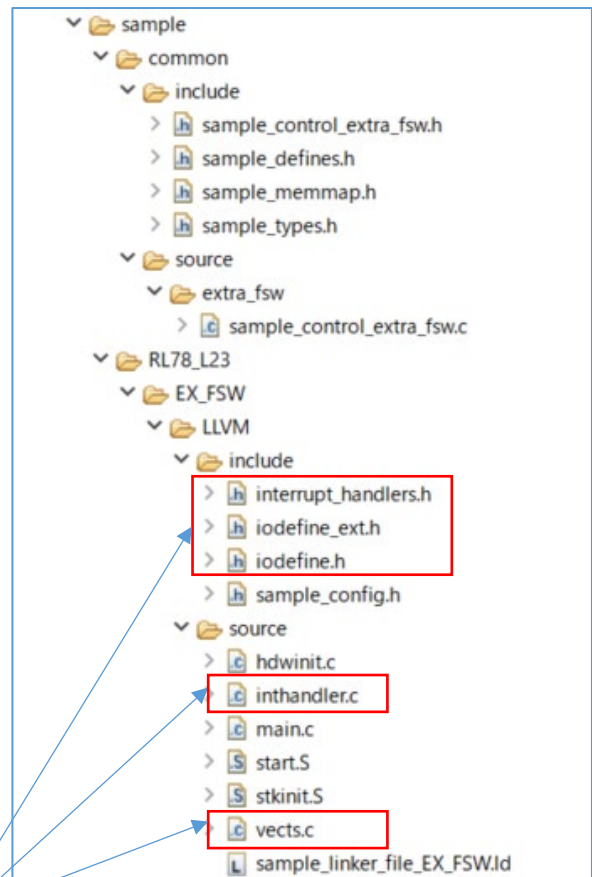 sample
common
include
sample_control_extra_fsw.h
sample_defines.h
sample_memmap.h
sample_types.h
source
extra_fsw
sample_control_extra_fsw.c
RL78_L23
EX_FSW
LLVM
include
interrupt_handlers.h
iodefine_ext.h
iodefine.h
sample_config.h
source
hdwinit.c
inthandler.c
main.c
start.S
stkinit.S
vects.c
sample_linker_file_EX_FSW.ld